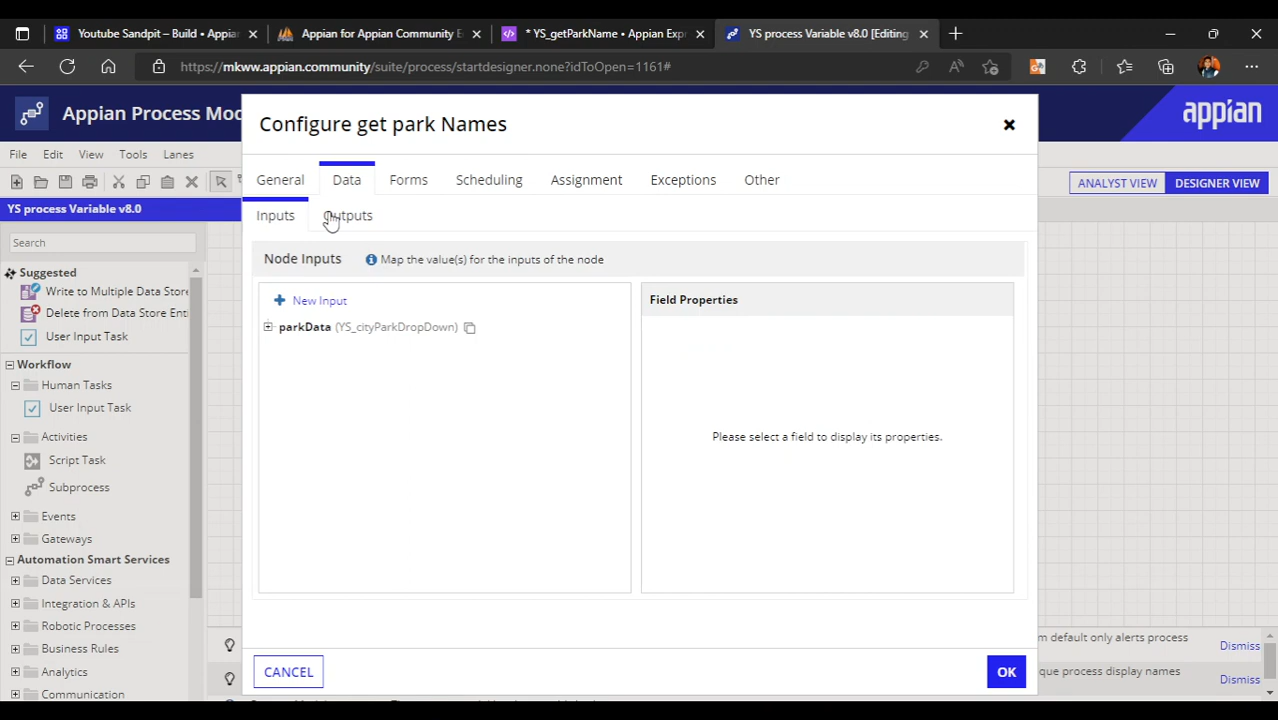 Youtube Sandpit – Build • Appian
Appian for Appian Community E
* YS_getParkName • Appian Expr
YS process Variable v8.0 [Editing
https://mkww.appian.community/suite/process/startdesigner.none?idToOpen=1161#
Appian Process Mod
appian
Configure get park Names
File Edit View Tools Lanes
General Data Forms Scheduling Assignment Exceptions Other
ANALYST VIEW DESIGNER VIEW
YS process Variable v8.0
Inputs Outputs
Search
Node Inputs Map the value(s) for the inputs of the node
Suggested
Write to Multiple Data Store
Delete from Data Store Enti
User Input Task
New Input
Field Properties
parkData (YS_cityParkDropDown)
Workflow
Human Tasks
User Input Task
Activities
Script Task
Subprocess
Events
Gateways
Please select a field to display its properties.
Automation Smart Services
Data Services
Integration & APIs
Robotic Processes
Business Rules
Analytics
Communication
m default only alerts process
Dismiss
que process display names
Dismiss
CANCEL OK